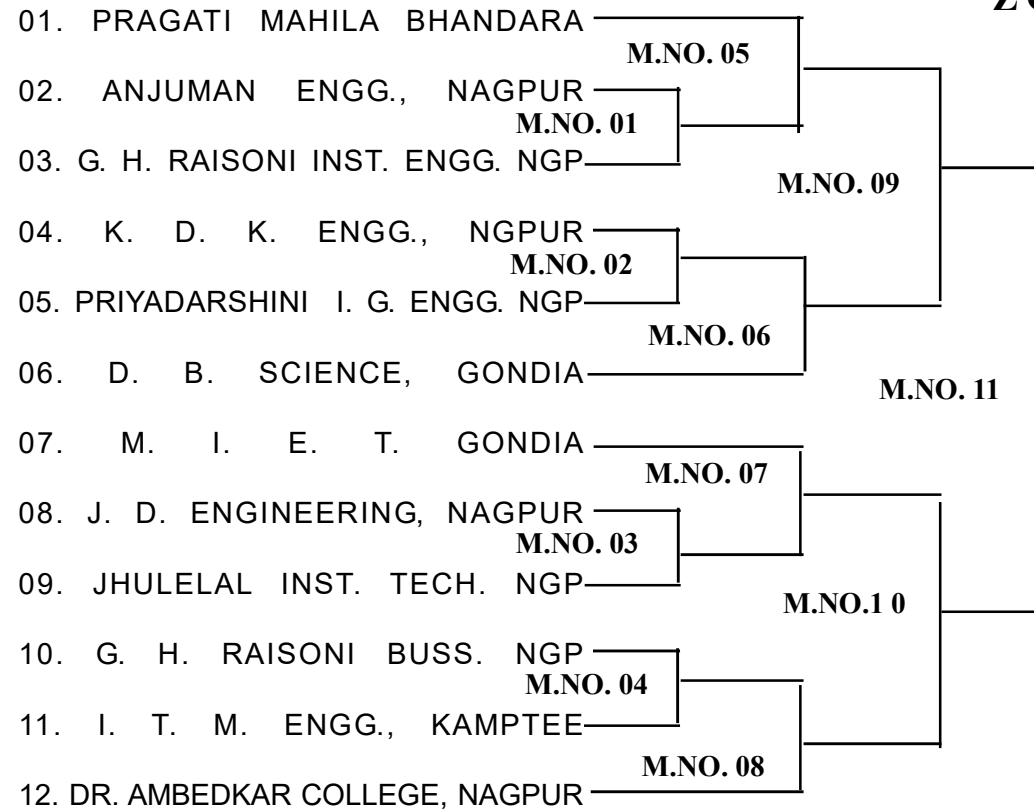 01. PRAGATI MAHILA BHANDARA
M.NO. 05
02. ANJUMAN ENGG., NAGPUR
M.NO. 01
03. G. H. RAISONI INST. ENGG. NGP
M.NO. 09
04. K. D. K. ENGG., NGPUR
M.NO. 02
05. PRIYADARSHINI I. G. ENGG. NGP
M.NO. 06
06. D. B. SCIENCE, GONDIA
M.NO. 11
07. M. I. E. T. GONDIA
M.NO. 07
08. J. D. ENGINEERING, NAGPUR
M.NO. 03
09. JHULELAL INST. TECH. NGP
M.NO.1 0
10. G. H. RAISONI BUSS. NGP
M.NO. 04
11. I. T. M. ENGG., KAMPTEE
M.NO. 08
12. DR. AMBEDKAR COLLEGE, NAGPUR